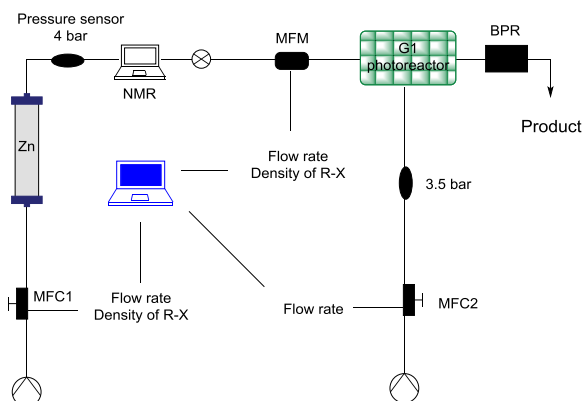 Pressure sensor
4 bar
NMR
MFM
G1
photoreactor
BPR
Product
Zn
Flow rate
Density of R-X
3.5 bar
MFC1
Flow rate
Density of R-X
Flow rate
MFC2